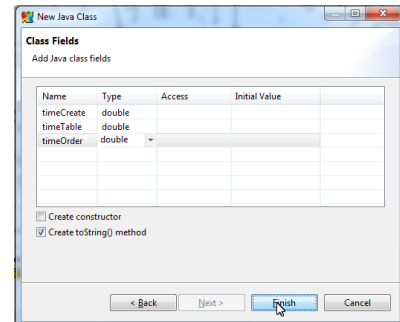 New Java Class
Class Fields
Add Java class fields
Name Type Access Initial Value
timeCreate double
timeTable double
timeOrder double
Create constructor
Create toString() method
< Back Next > Finish Cancel